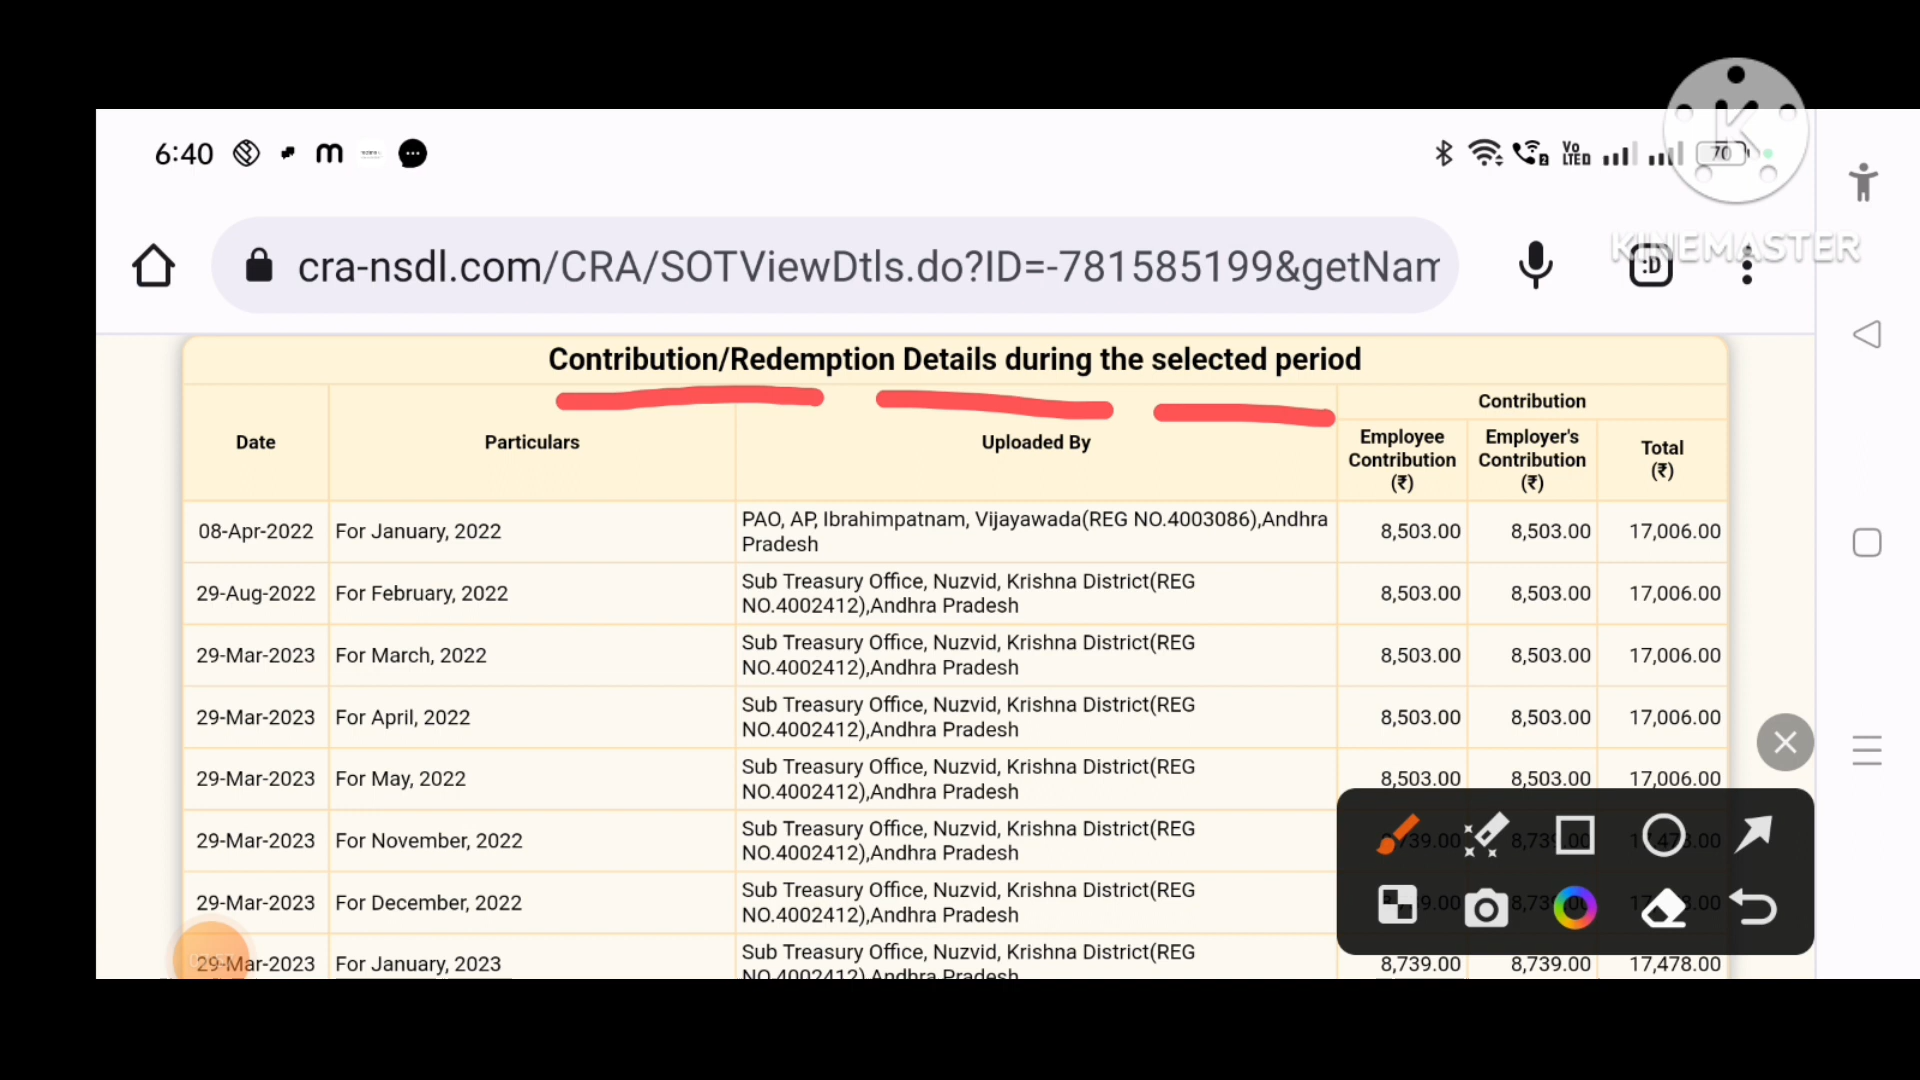 6:40
Vo
LTED
2
70
KINEMASTER
cra-nsdl.com/CRA/SOTViewDtls.do?ID=-781585199&getNam
:D
Contribution/Redemption Details during the selected period
Contribution
Date Particulars Uploaded By Employee Contribution (₹) Employer's Contribution (₹) Total (₹)
08-Apr-2022 For January, 2022 PAO, AP, Ibrahimpatnam, Vijayawada(REG NO.4003086),Andhra Pradesh 8,503.00 8,503.00 17,006.00
29-Aug-2022 For February, 2022 Sub Treasury Office, Nuzvid, Krishna District(REG NO.4002412),Andhra Pradesh 8,503.00 8,503.00 17,006.00
29-Mar-2023 For March, 2022 Sub Treasury Office, Nuzvid, Krishna District(REG NO.4002412),Andhra Pradesh 8,503.00 8,503.00 17,006.00
29-Mar-2023 For April, 2022 Sub Treasury Office, Nuzvid, Krishna District(REG NO.4002412),Andhra Pradesh 8,503.00 8,503.00 17,006.00
29-Mar-2023 For May, 2022 Sub Treasury Office, Nuzvid, Krishna District(REG NO.4002412),Andhra Pradesh 8,503.00 8,503.00 17,006.00
29-Mar-2023 For November, 2022 Sub Treasury Office, Nuzvid, Krishna District(REG NO.4002412),Andhra Pradesh
29-Mar-2023 For December, 2022 Sub Treasury Office, Nuzvid, Krishna District(REG NO.4002412),Andhra Pradesh
29-Mar-2023 For January, 2023 Sub Treasury Office, Nuzvid, Krishna District(REG NO.4002412),Andhra Pradesh 8,739.00 8,739.00 17,478.00